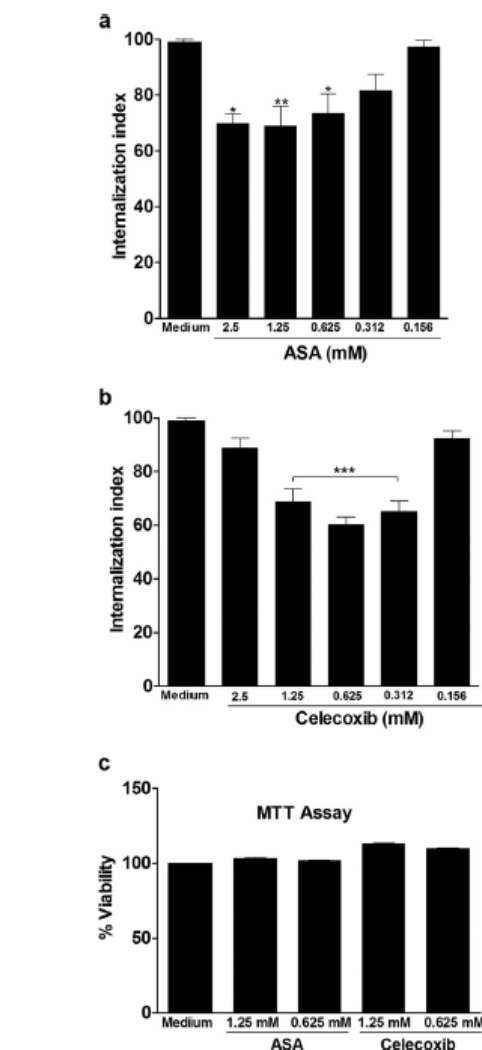 a
Internalization index
100
80
60
40
20
0
*
**
*
Medium 2.5 1.25 0.625 0.312 0.156
ASA (mM)
b
Internalization index
100
80
60
40
20
0
***
Medium 2.5 1.25 0.625 0.312 0.156
Celecoxib (mM)
c
MTT Assay
% Viability
150
100
50
0
Medium 1.25 mM 0.625 mM 1.25 mM 0.625 mM
ASA Celecoxib